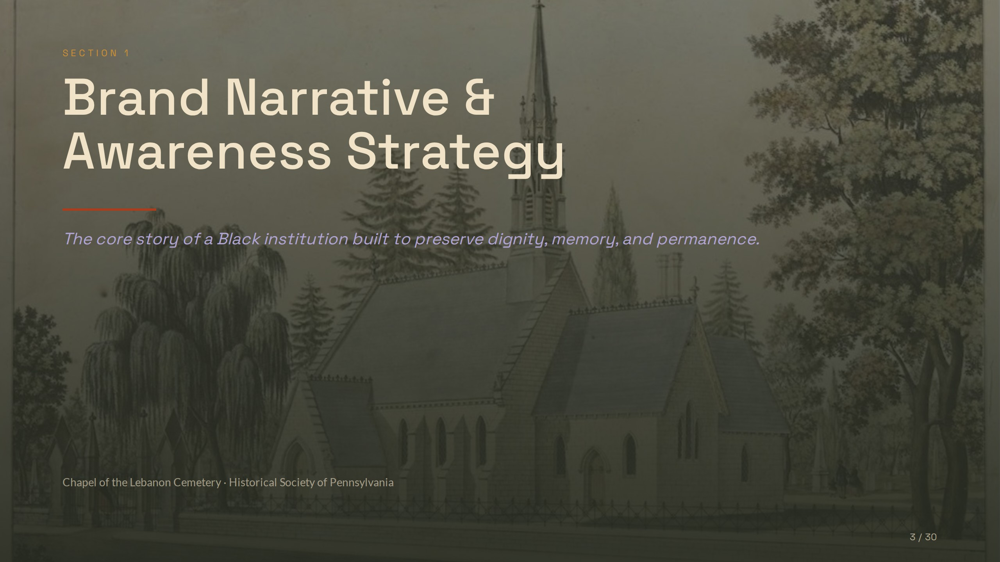 SECTION 1
Brand Narrative &
Awareness Strategy
The core story of a Black institution built to preserve dignity, memory, and permanence.
Chapel of the Lebanon Cemetery · Historical Society of Pennsylvania
3 / 30